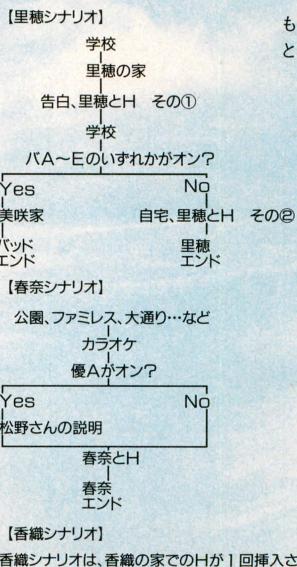 【里穂シナリオ】
も
学校
と
里穂の家
告白、里穂とH その①
学校
バA～Eのいずれかがオン?
Yes No
美咲家 自宅、里穂とH その②
バッド
エンド
里穂
エンド
【春奈シナリオ】
公園、ファミレス、大通り…など
カラオケ
優Aがオン?
Yes No
松野さんの説明
春奈とH
春奈
エンド
【香織シナリオ】
香織シナリオは、香織の家でのHが1回挿入さ